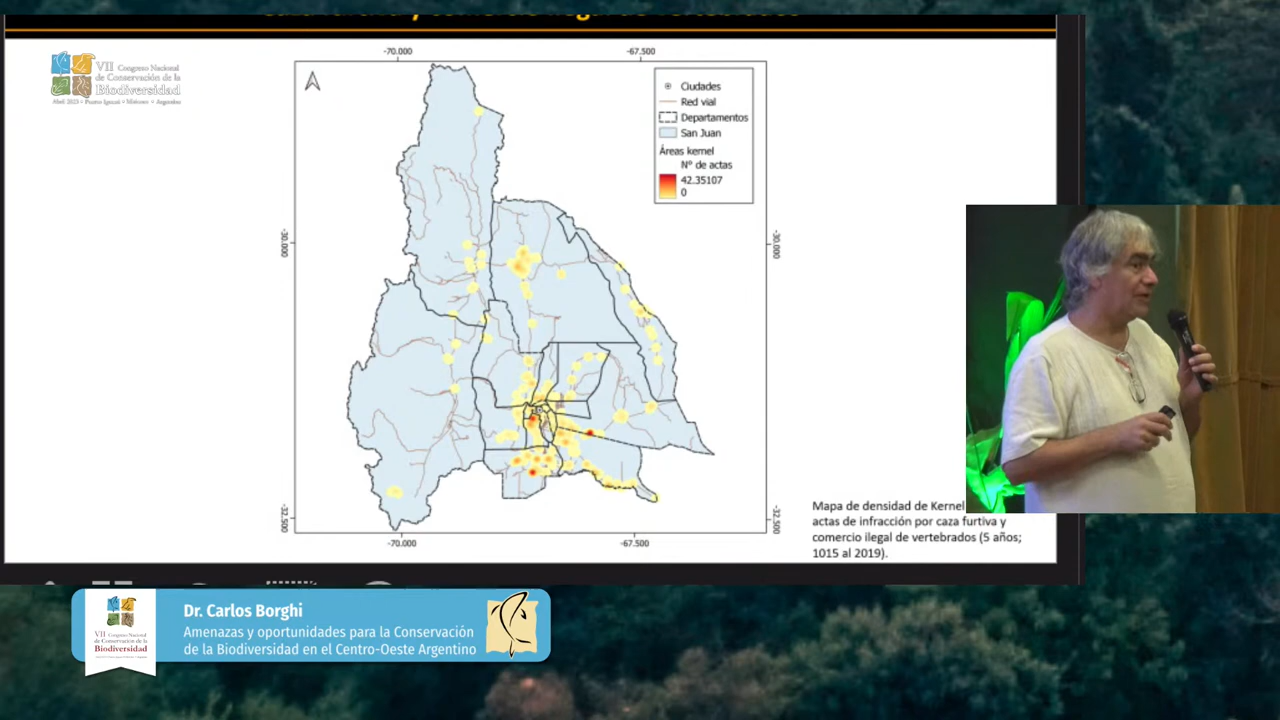 VII Congreso Nacional
de Conservación de la
Biodiversidad
Abril 2023 • Puerto Iguazú • Misiones • Argentina
-70.000
-67.500
Ciudades
Red vial
Departamentos
San Juan
Áreas kernel
Nº de actas
42.35107
0
-30.000
-30.000
-32.500
-32.500
-70.000
-67.500
Mapa de densidad de Kernel
actas de infracción por caza furtiva y
comercio ilegal de vertebrados (5 años;
1015 al 2019).
VII Congreso Nacional
de Conservación de la
Biodiversidad
Dr. Carlos Borghi
Amenazas y oportunidades para la Conservación
de la Biodiversidad en el Centro-Oeste Argentino